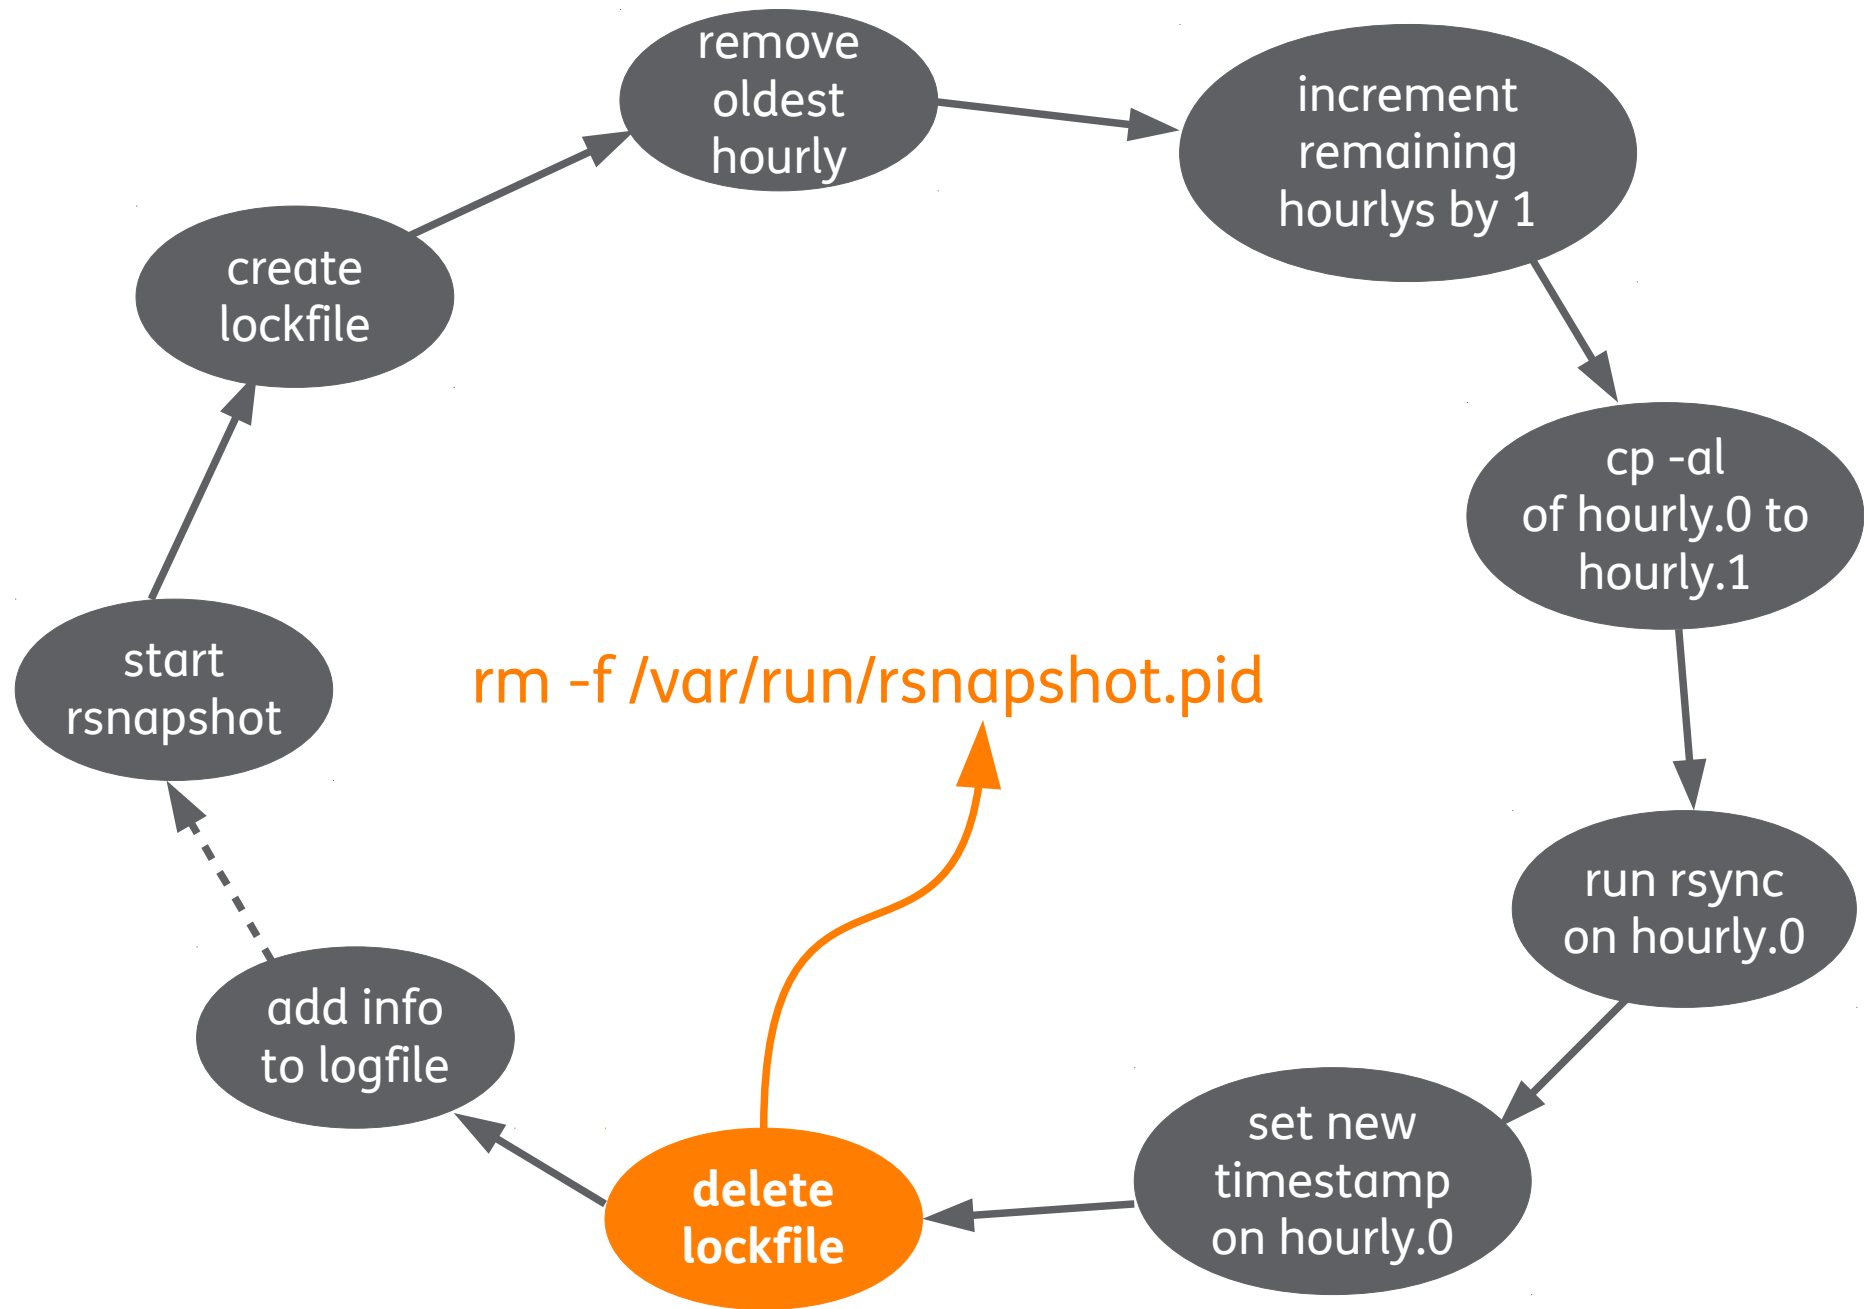 remove
oldest
hourly
increment
remaining
hourlys by 1
create
lockfile
cp -al
of hourly.0 to
hourly.1
start
rsnapshot
rm -f /var/run/rsnapshot.pid
run rsync
on hourly.0
add info
to logfile
set new
timestamp
on hourly.0
delete
lockfile